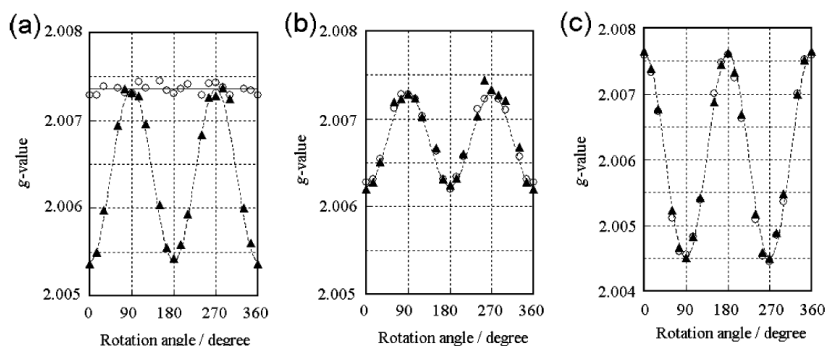 (a)
2.008
2.007
2.006
2.005
g-value
0 90 180 270 360
Rotation angle / degree
(b)
2.008
2.007
2.006
2.005
g-value
0 90 180 270 360
Rotation angle / degree
(c)
2.008
2.007
2.006
2.005
2.004
g-value
0 90 180 270 360
Rotation angle / degree